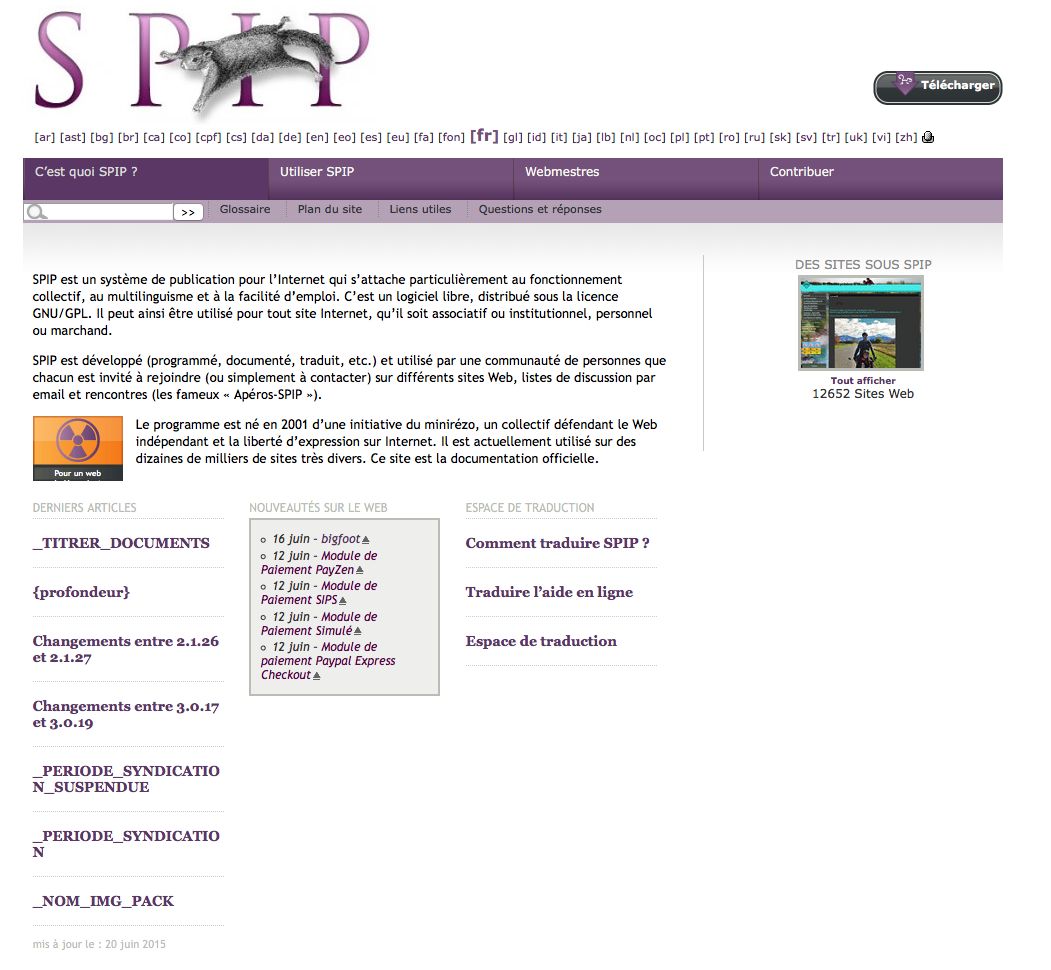 SPIP
Télécharger
[ar] [ast] [bg] [br] [ca] [co] [cpf] [cs] [da] [de] [en] [eo] [es] [eu] [fa] [fon] [fr] [gl] [id] [it] [ja] [lb] [nl] [oc] [pl] [pt] [ro] [ru] [sk] [sv] [tr] [uk] [vi] [zh]
C'est quoi SPIP ?
Utiliser SPIP
Webmestres
Contribuer
>>
Glossaire
Plan du site
Liens utiles
Questions et réponses
SPIP est un système de publication pour l'Internet qui s'attache particulièrement au fonctionnement
collectif, au multilinguisme et à la facilité d'emploi. C'est un logiciel libre, distribué sous la licence
GNU/GPL. Il peut ainsi être utilisé pour tout site Internet, qu'il soit associatif ou institutionnel, personnel
ou marchand.
SPIP est développé (programmé, documenté, traduit, etc.) et utilisé par une communauté de personnes que
chacun est invité à rejoindre (ou simplement à contacter) sur différents sites Web, listes de discussion par
email et rencontres (les fameux « Apéros-SPIP »).
Pour un web
Le programme est né en 2001 d'une initiative du minirézo, un collectif défendant le Web
indépendant et la liberté d'expression sur Internet. Il est actuellement utilisé sur des
dizaines de milliers de sites très divers. Ce site est la documentation officielle.
DES SITES SOUS SPIP
Tout afficher
12652 Sites Web
DERNIERS ARTICLES
_TITRER_DOCUMENTS
{profondeur}
Changements entre 2.1.26
et 2.1.27
Changements entre 3.0.17
et 3.0.19
_PERIODE_SYNDICATIO
N_SUSPENDUE
_PERIODE_SYNDICATIO
N
_NOM_IMG_PACK
mis à jour le : 20 juin 2015
NOUVEAUTÉS SUR LE WEB
16 juin – bigfoot
12 juin – Module de
Paiement PayZen
12 juin – Module de
Paiement SIPS
12 juin – Module de
Paiement Simulé
12 juin – Module de
paiement Paypal Express
Checkout
ESPACE DE TRADUCTION
Comment traduire SPIP ?
Traduire l'aide en ligne
Espace de traduction